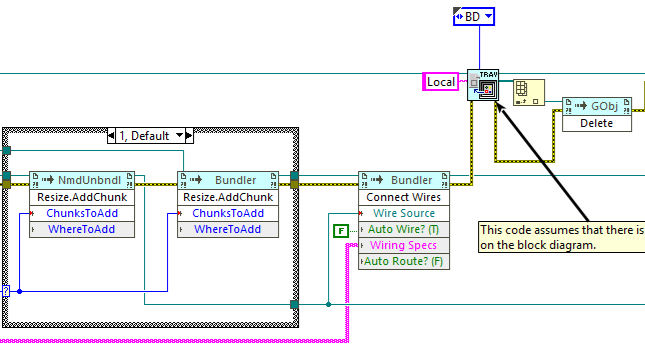 BD
TRAV
Local
GObj
Delete
1, Default
NmdUnbndl
Resize.AddChunk
ChunksToAdd
WhereToAdd
Bundler
Resize.AddChunk
ChunksToAdd
WhereToAdd
Bundler
Connect Wires
Wire Source
Auto Wire? (T)
Wiring Specs
Auto Route? (F)
F
?
This code assumes that there is
on the block diagram.